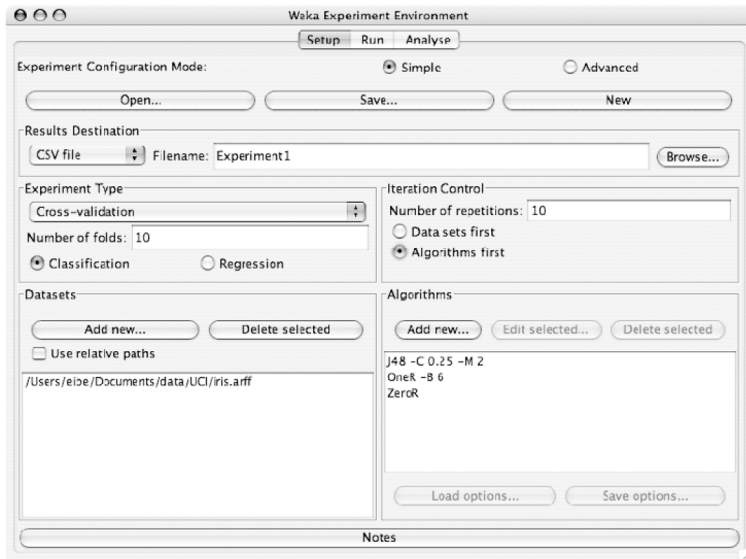 Weka Experiment Environment
Setup Run Analyse
Experiment Configuration Mode: Simple Advanced
Open... Save... New
Results Destination
CSV file Filename: Experiment1 Browse...
Experiment Type
Cross-validation
Number of folds: 10
Classification Regression
Iteration Control
Number of repetitions: 10
Data sets first
Algorithms first
Datasets
Add new... Delete selected
Use relative paths
/Users/eibe/Documents/data/UCI/iris.arff
Algorithms
Add new... Edit selected... Delete selected
J48 -C 0.25 -M 2
OneR -B 6
ZeroR
Load options... Save options...
Notes